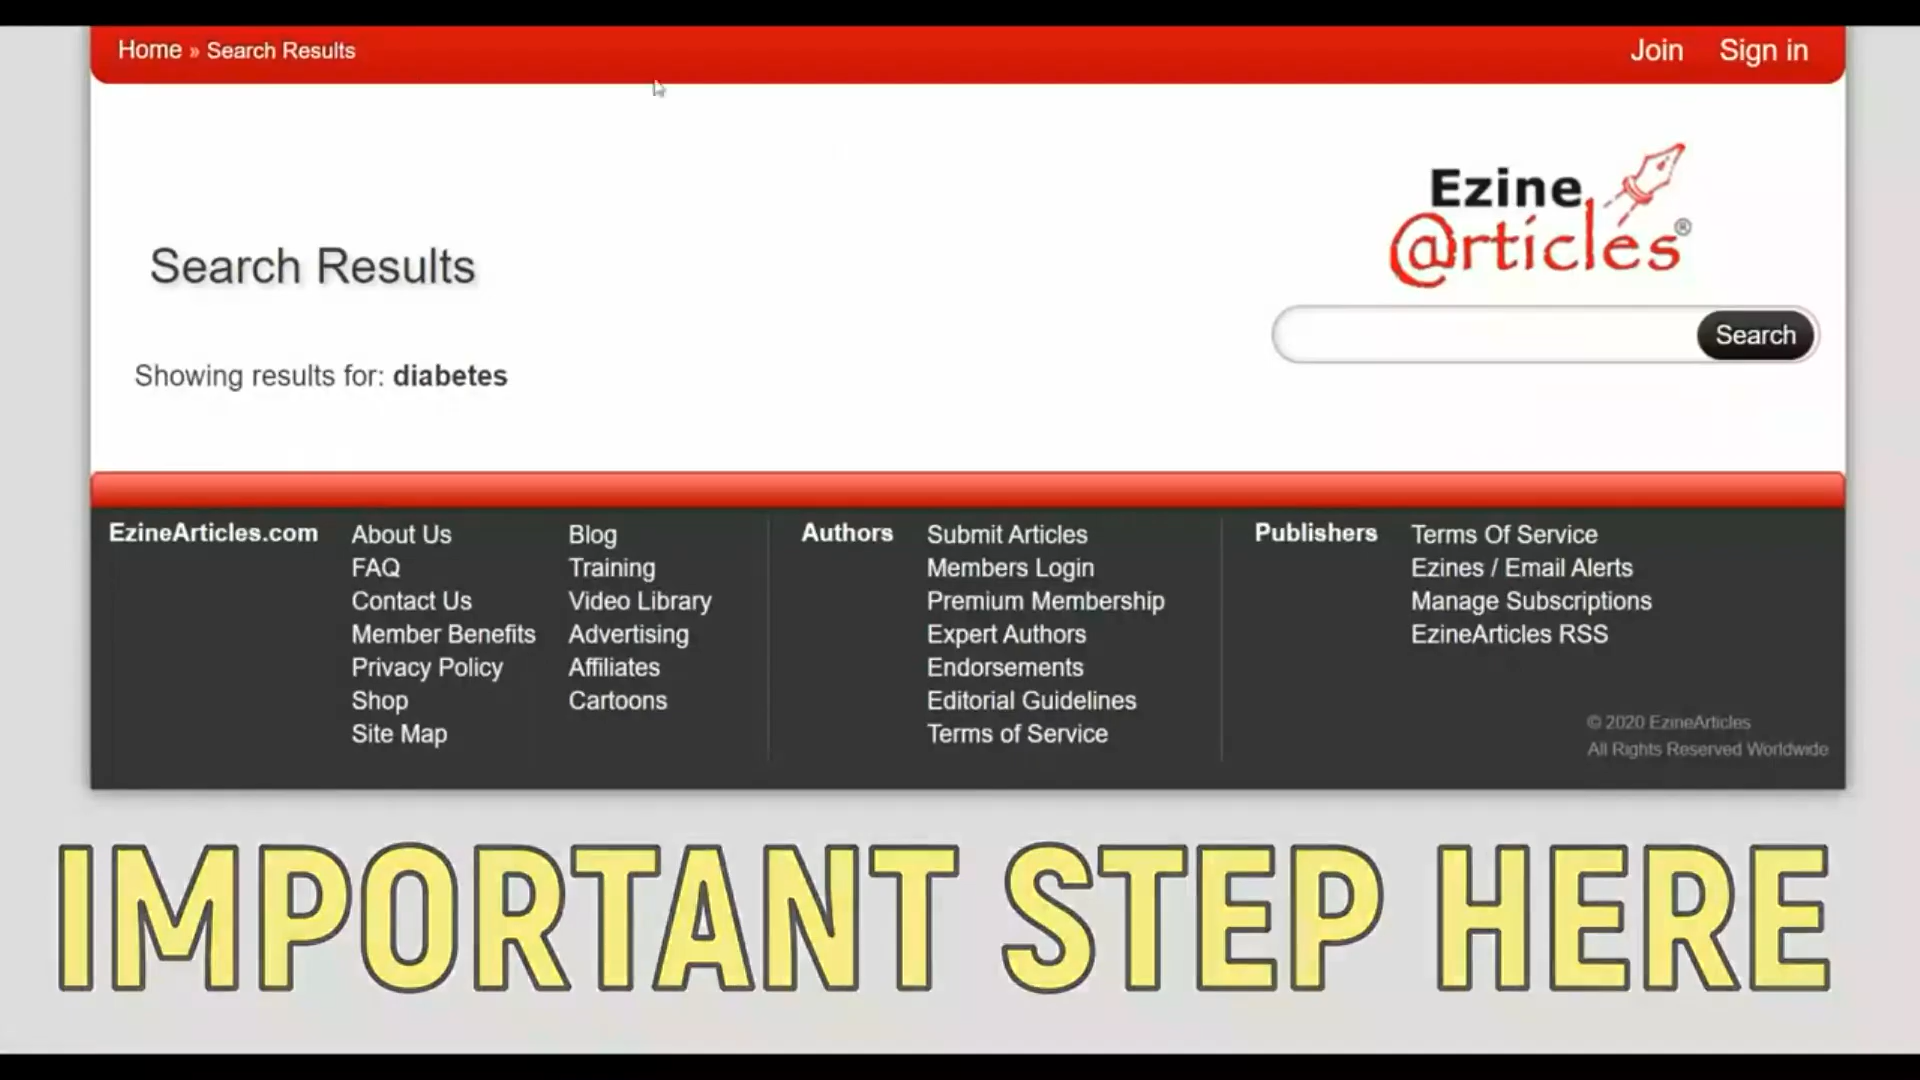 Home » Search Results
Join Sign in
Ezine
@rticles®
Search Results
Search
Showing results for: diabetes
EzineArticles.com
About Us
FAQ
Contact Us
Member Benefits
Privacy Policy
Shop
Site Map
Blog
Training
Video Library
Advertising
Affiliates
Cartoons
Authors
Submit Articles
Members Login
Premium Membership
Expert Authors
Endorsements
Editorial Guidelines
Terms of Service
Publishers
Terms Of Service
Ezines / Email Alerts
Manage Subscriptions
EzineArticles RSS
© 2020 EzineArticles
All Rights Reserved Worldwide
IMPORTANT STEP HERE